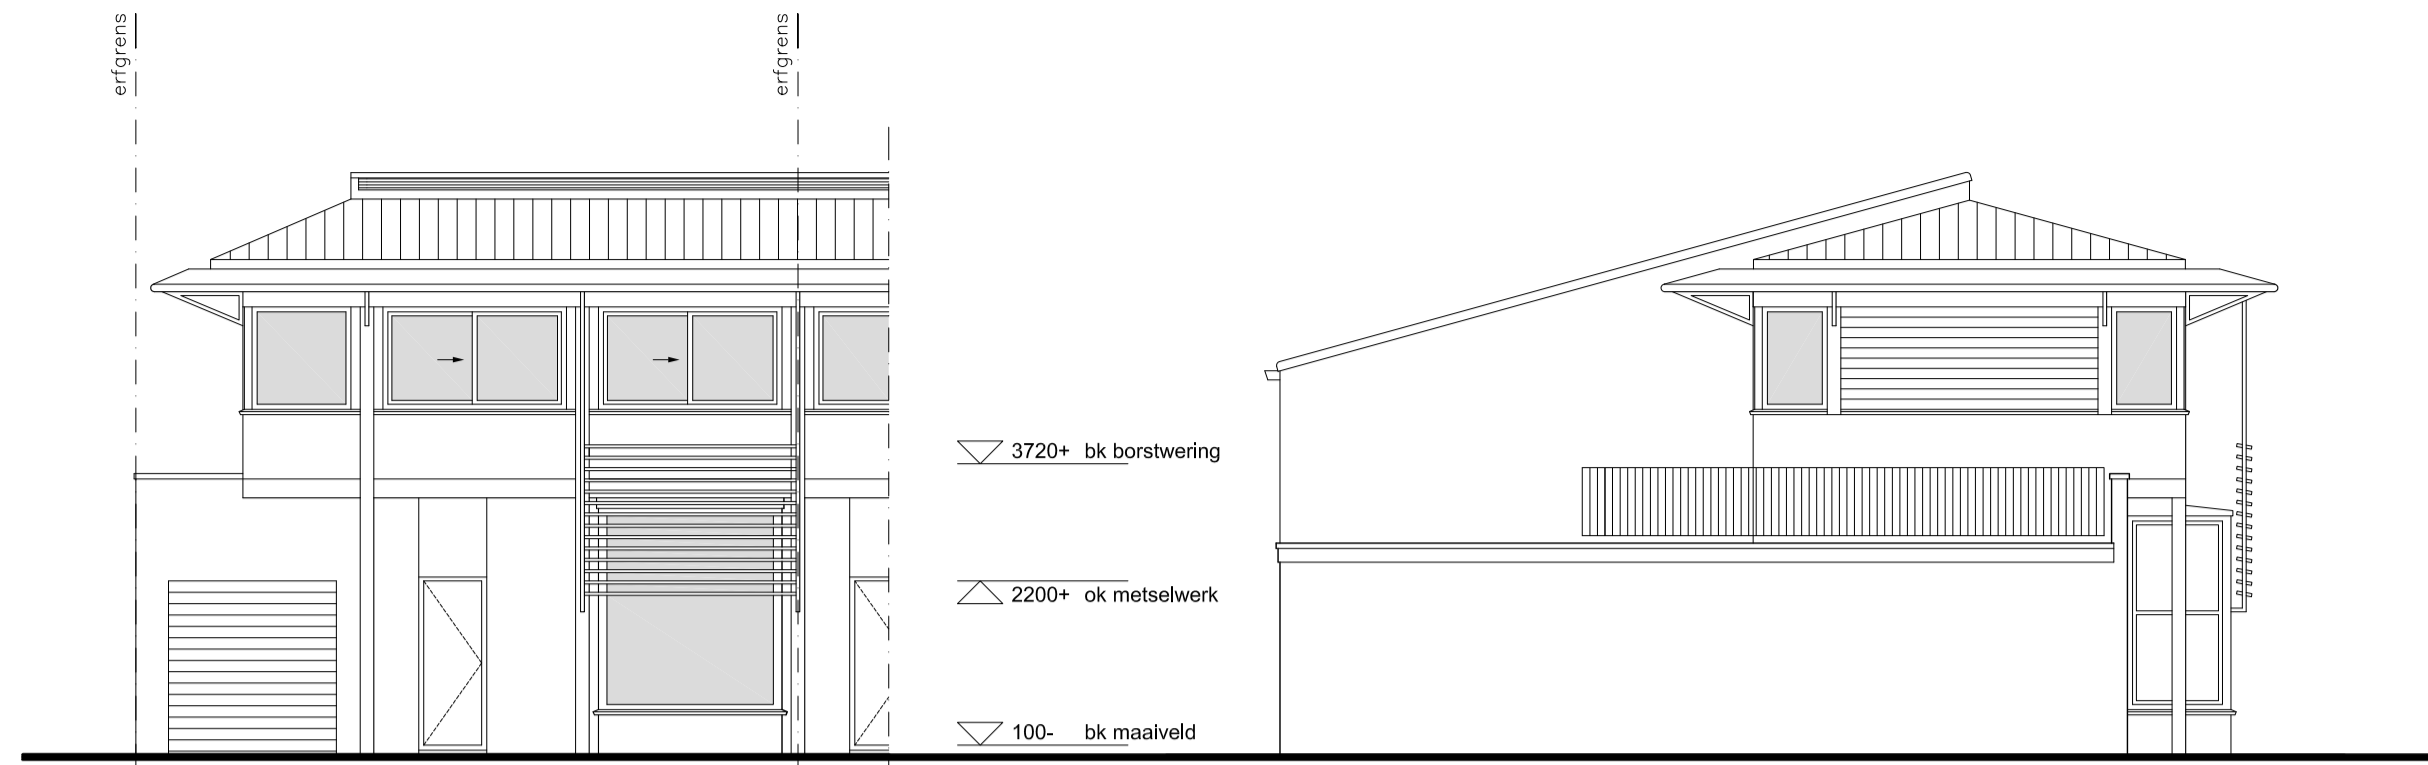 erfgrens
erfgrens
3720+ bk borstwering
2200+ ok metselwerk
100- bk maaiveld